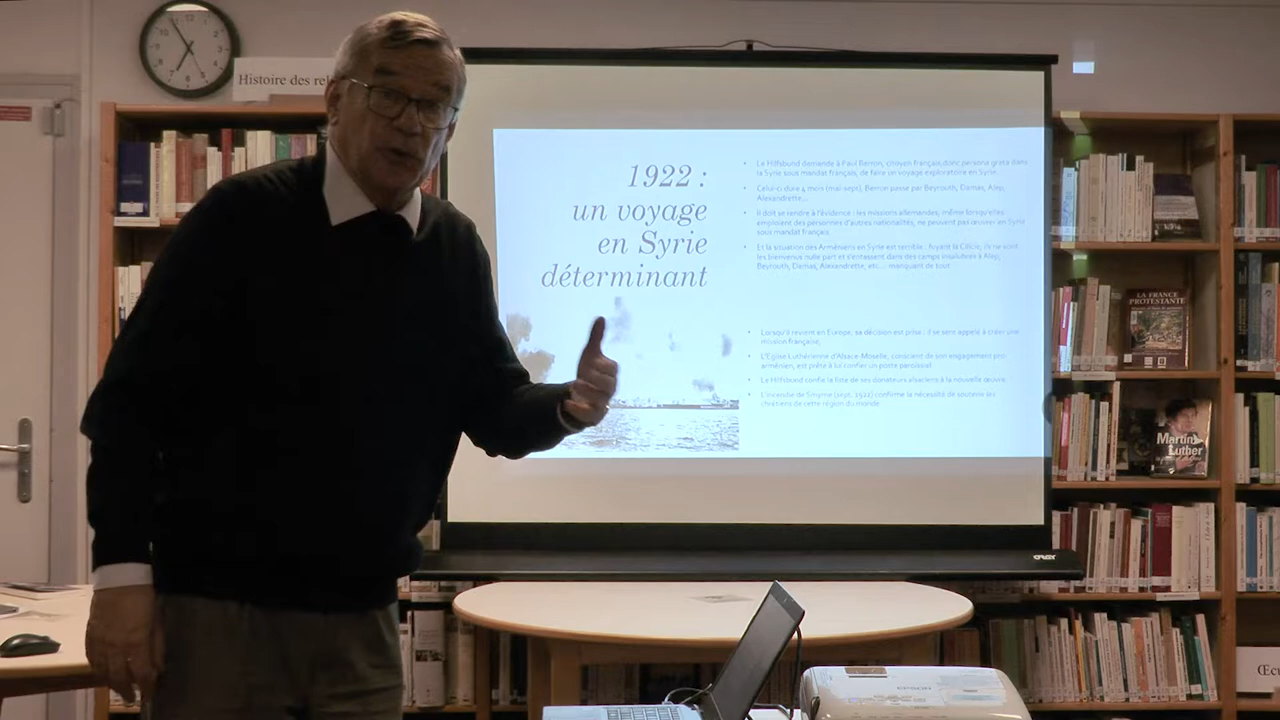 12
Histoire des rel
1922 :
un voyage
en Syrie
déterminant
• Le Hilfsbund demande à Paul Berron, citoyen français donc persona grata dans
la Syrie sous mandat français, de faire un voyage exploratoire en Syrie
• Celui-ci dure 4 mois (mai-sept), Berron passe par Beyrouth, Damas, Alep,
Alexandrette...
• Il doit se rendre à l'évidence : les missions allemandes, même lorsqu'elles
emploient des personnes d'autres nationalités, ne peuvent pas œuvrer en Syrie
sous mandat français
• Et la situation des Arméniens en Syrie est terrible : fuyant la Cilicie, ils ne sont
les bienvenus nulle part et s'entassent dans des camps insalubres à Alep,
Beyrouth, Damas, Alexandrette, etc... manquant de tout
• Lorsqu'il revient en Europe, sa décision est prise : il se sent appelé à créer une
mission française,
• L'Eglise Luthérienne d'Alsace-Moselle, conscient de son engagement pro
arménien, est prête à lui confier un poste paroissial
• Le Hilfsbund confie la liste de ses donateurs alsaciens à la nouvelle œuvre
• L'incendie de Smyrne (sept. 1922) confirme la nécessité de soutenir les
chrétiens de cette région du monde
LA FRANCE
PROTESTANTE
Martin
Luther
ORAY
Œcu